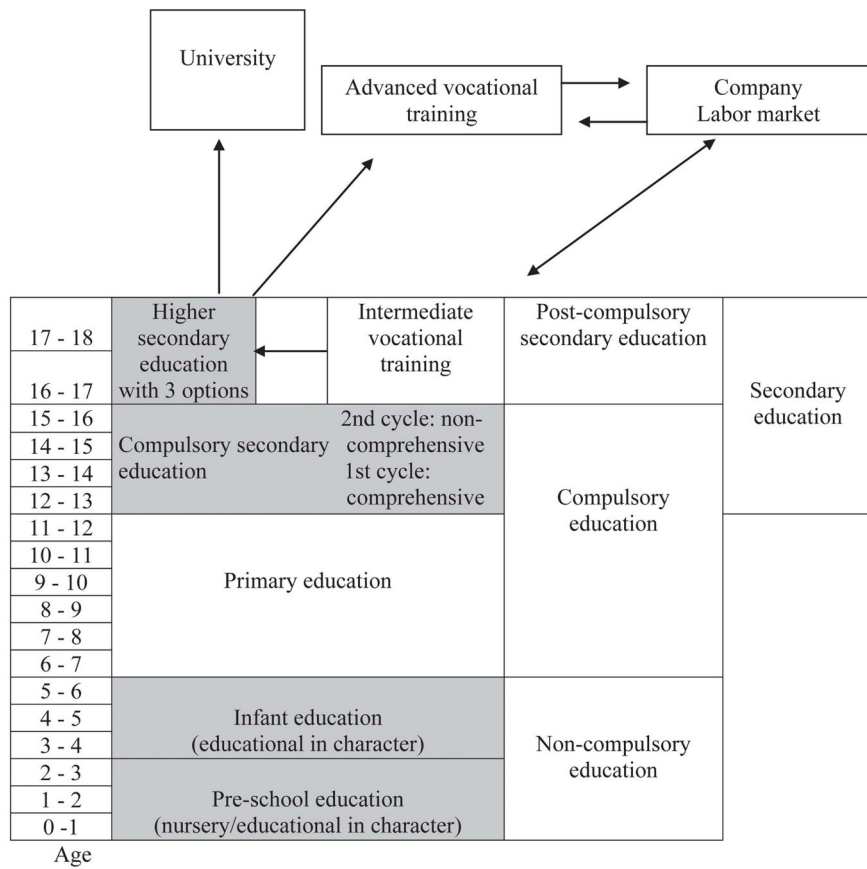 University
Advanced vocational
training
Company
Labor market
17 - 18
16 - 17
Higher
secondary
education
with 3 options
Intermediate
vocational
training
Post-compulsory
secondary education
Secondary
education
15 - 16
14 - 15
13 - 14
12 - 13
Compulsory secondary
education
2nd cycle: non-
comprehensive
1st cycle:
comprehensive
Compulsory
education
11 - 12
10 - 11
9 - 10
8 - 9
7 - 8
6 - 7
Primary education
5 - 6
4 - 5
3 - 4
Infant education
(educational in character)
Non-compulsory
education
2 - 3
1 - 2
0 -1
Pre-school education
(nursery/educational in character)
Age